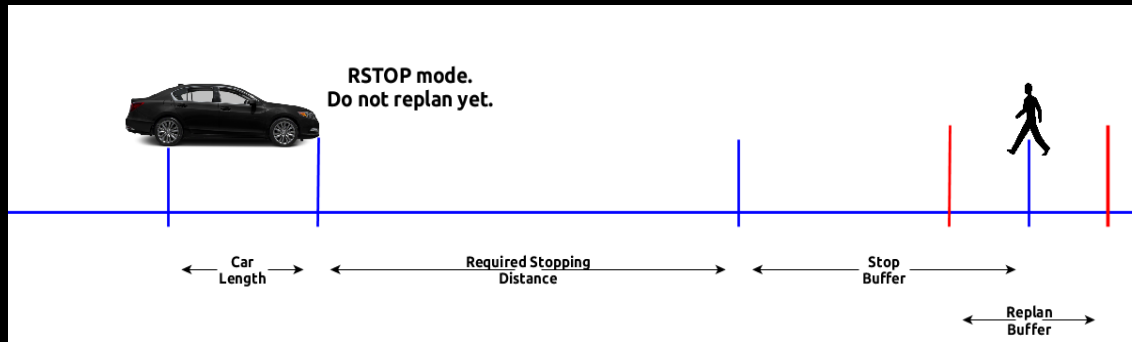 RSTOP mode.
Do not replan yet.
Car
Length
Required Stopping
Distance
Stop
Buffer
Replan
Buffer